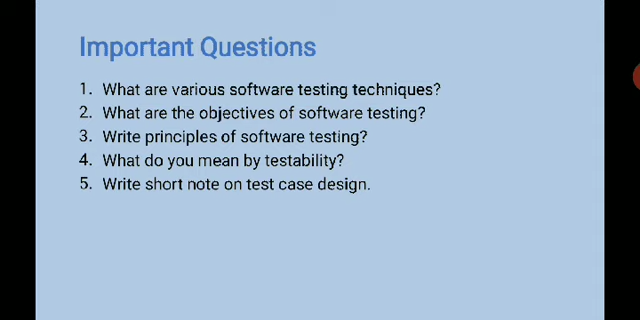 Important Questions
1. What are various software testing techniques?
2. What are the objectives of software testing?
3. Write principles of software testing?
4. What do you mean by testability?
5. Write short note on test case design.